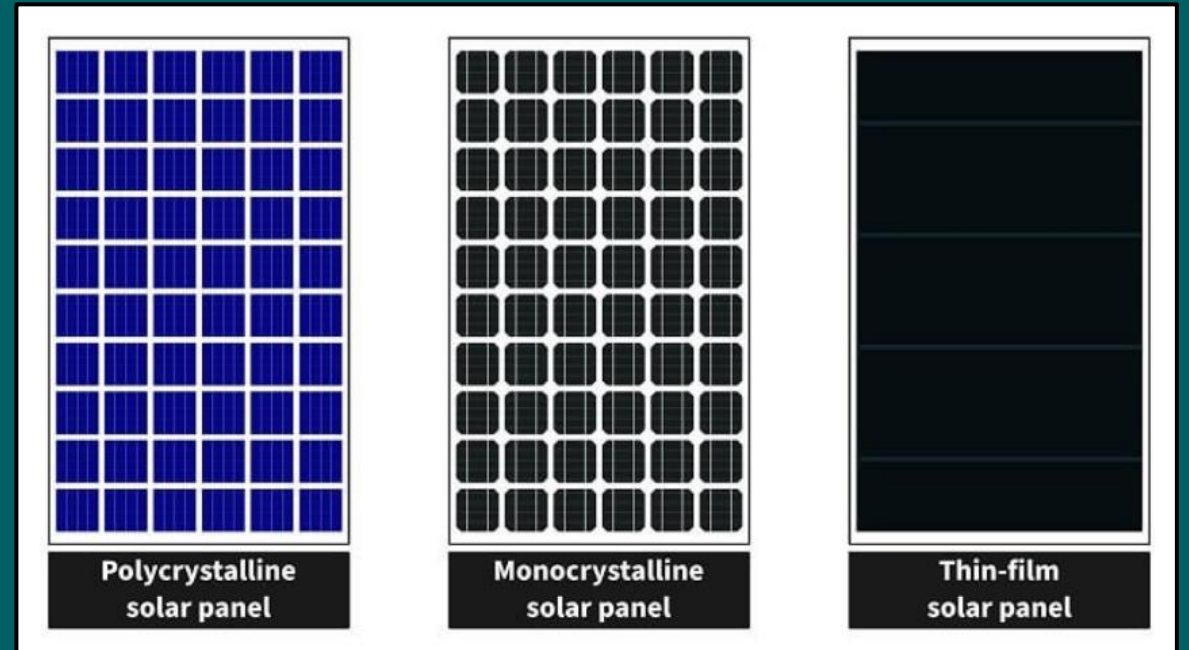 Polycrystalline
solar panel
Monocrystalline
solar panel
Thin-film
solar panel